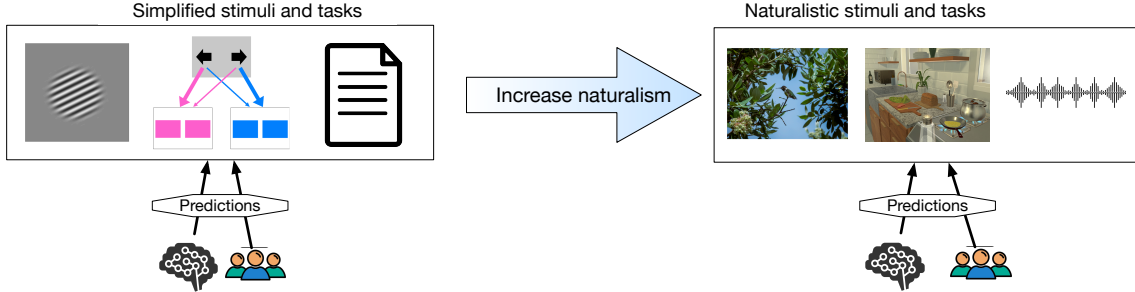 Simplified stimuli and tasks
Naturalistic stimuli and tasks
Increase naturalism
Predictions
Predictions